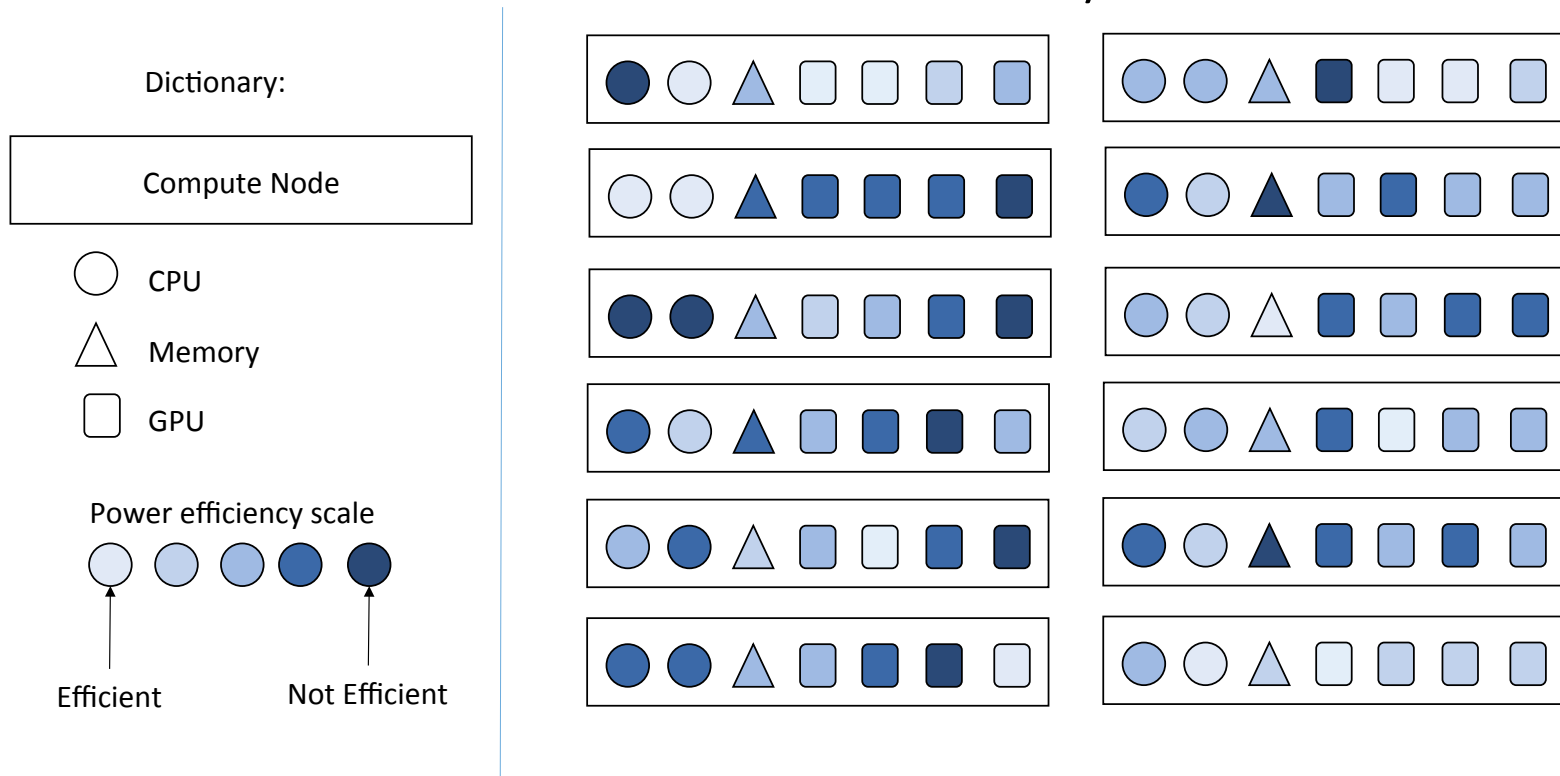 Dictionary:
Compute Node
CPU
Memory
GPU
Power efficiency scale
Efficient
Not Efficient